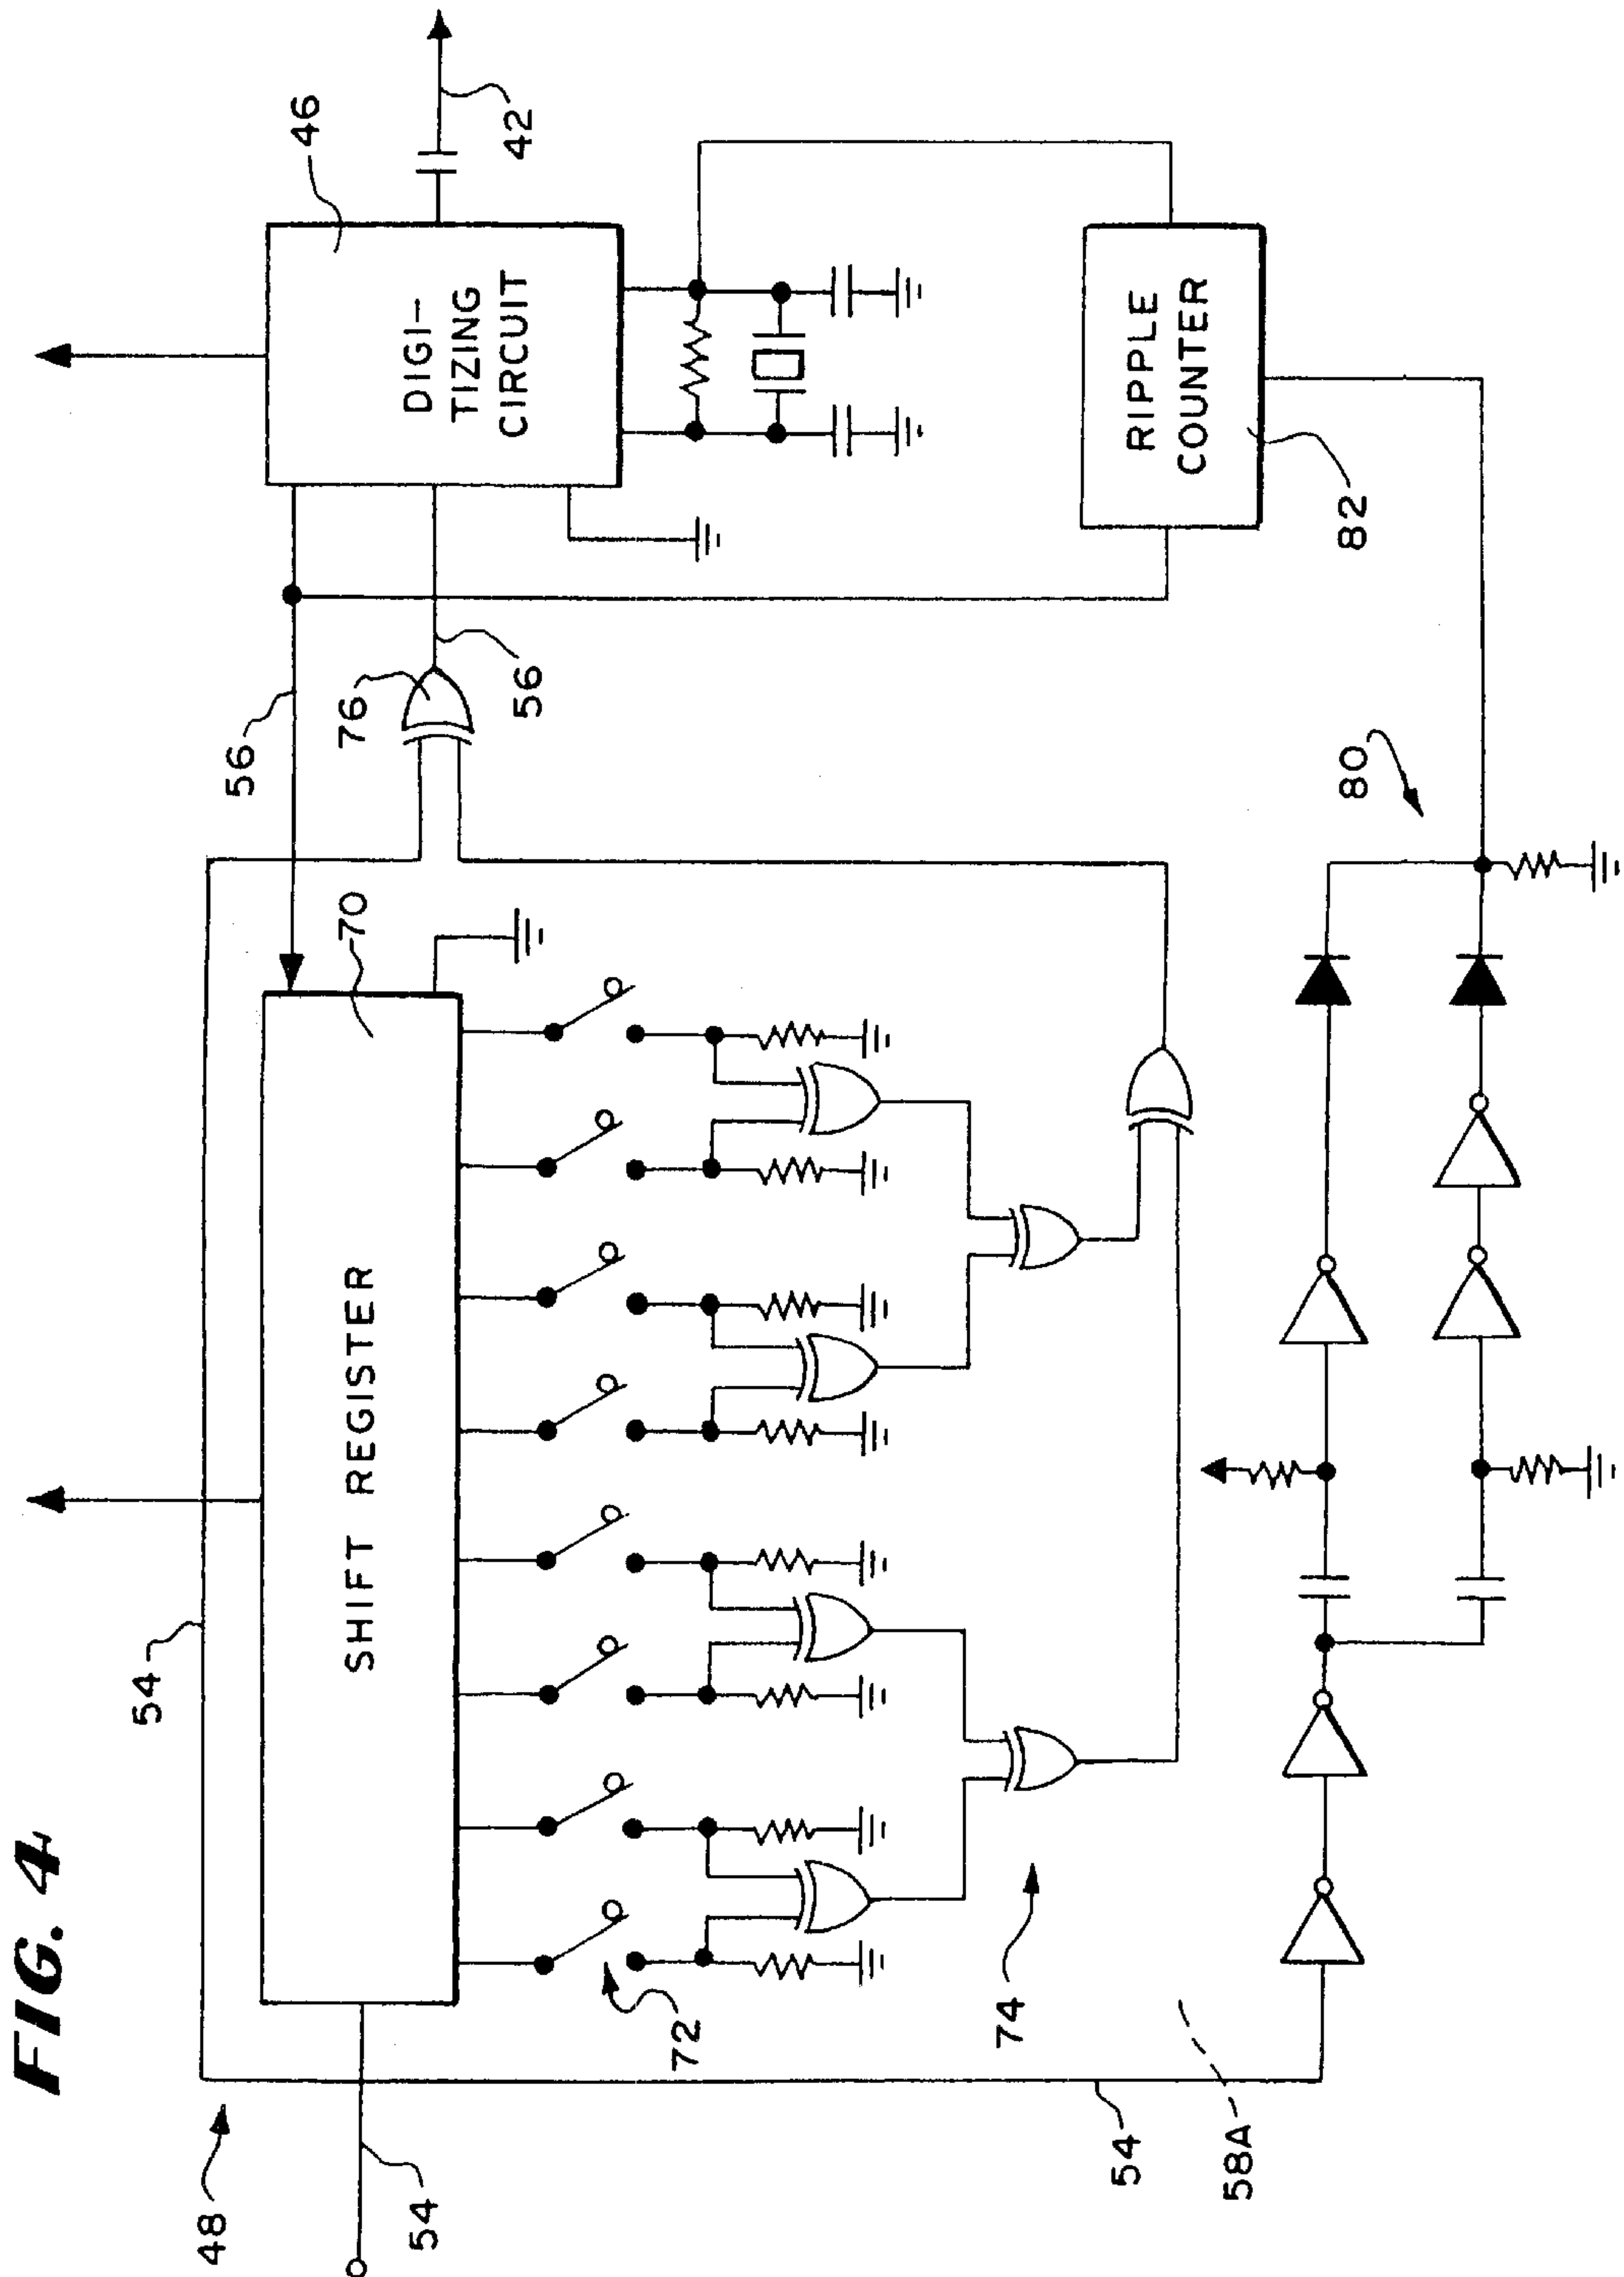 FIG. 4
48
54
54
SHIFT REGISTER
70
56
76
56
DIGI-
TIZING
CIRCUIT
46
42
72
74
54
58A
80
RIPPLE
COUNTER
82